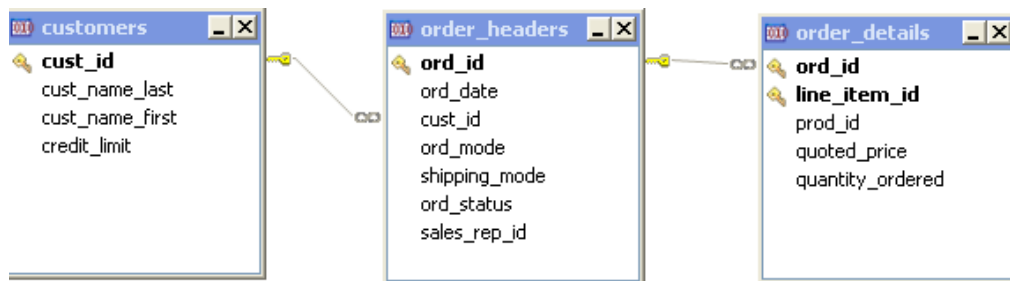 customers
cust_id
cust_name_last
cust_name_first
credit_limit
order_headers
ord_id
ord_date
cust_id
ord_mode
shipping_mode
ord_status
sales_rep_id
order_details
ord_id
line_item_id
prod_id
quoted_price
quantity_ordered